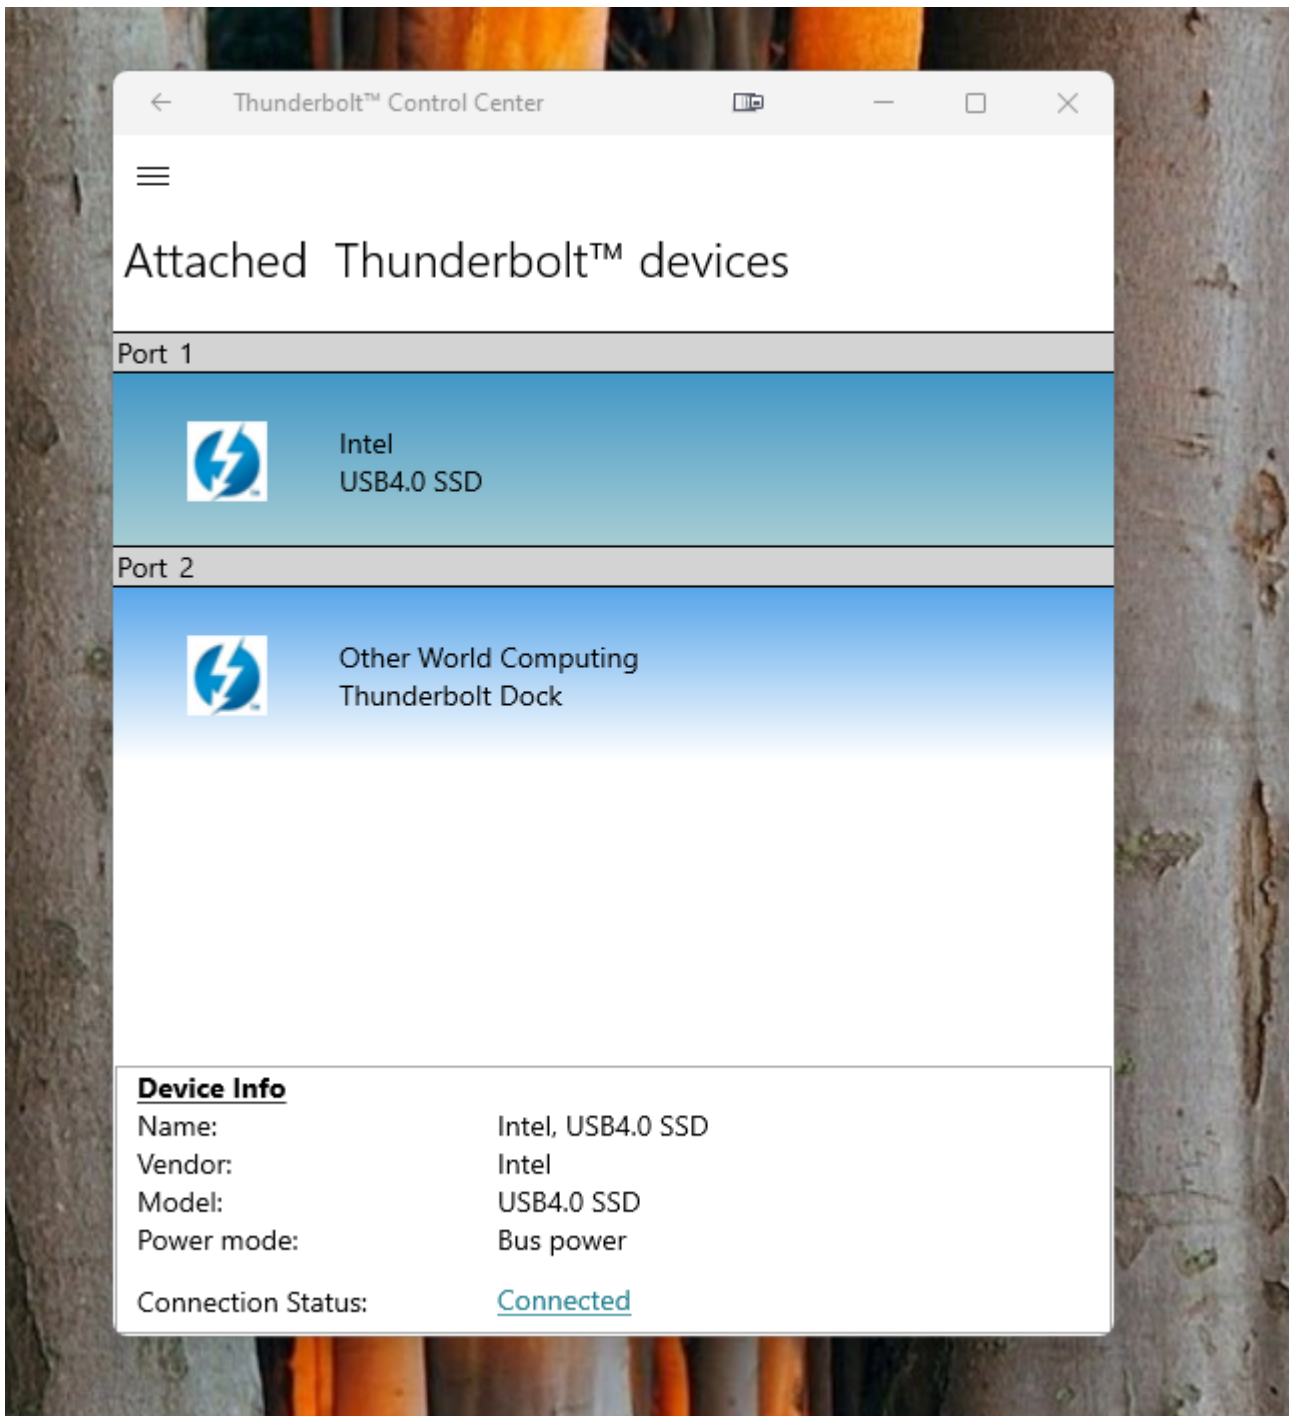 Thunderbolt™ Control Center
Attached Thunderbolt™ devices
Port 1
Intel
USB4.0 SSD
Port 2
Other World Computing
Thunderbolt Dock
Device Info
Name: Intel, USB4.0 SSD
Vendor: Intel
Model: USB4.0 SSD
Power mode: Bus power
Connection Status: Connected